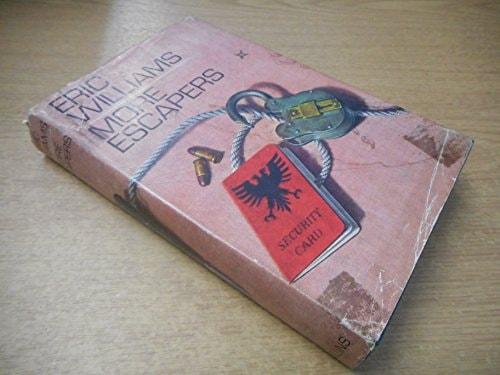 ERIC
WILLIAMS
MORE
ESCAPERS
SECURITY
CARD